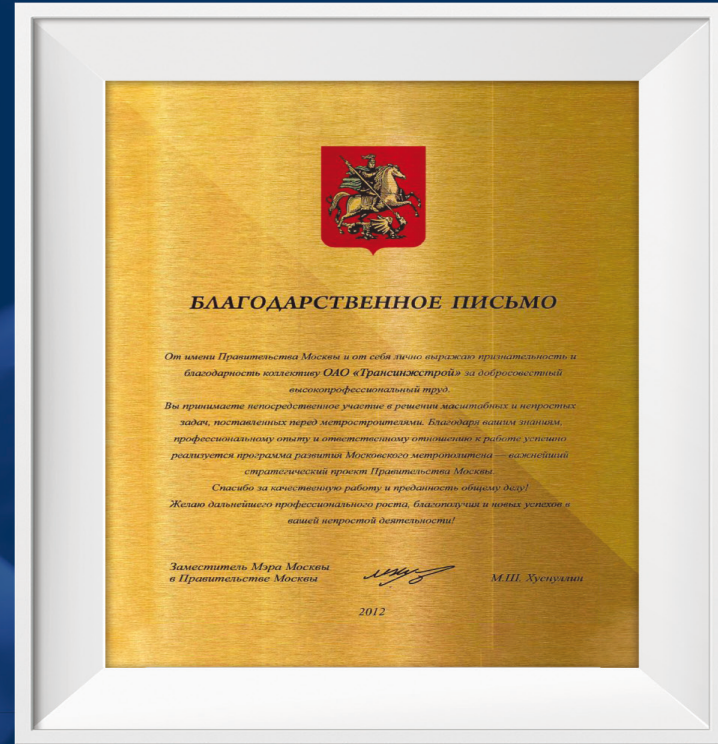 БЛАГОДАРСТВЕННОЕ ПИСЬМО
От имени Правительства Москвы и от себя лично выражаю признательность и
благодарность коллективу ОАО «Трансинжстрой» за добросовестный
высокопрофессиональный труд.
Вы принимаете непосредственное участие в решении масштабных и непростых
задач, поставленных перед метростроителями. Благодаря вашим знаниям,
профессиональному опыту и ответственному отношению к работе успешно
реализуется программа развития Московского метрополитена — важнейший
стратегический проект Правительства Москвы.
Спасибо за качественную работу и преданность общему делу!
Желаю дальнейшего профессионального роста, благополучия и новых успехов в
вашей непростой деятельности!
Заместитель Мэра Москвы
в Правительстве Москвы
М.Ш. Хуснуллин
2012